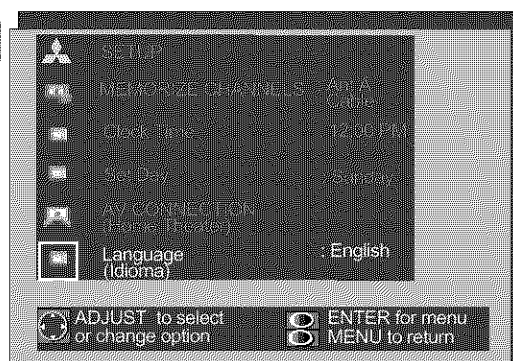 SETUP
MEMORIZE CHANNELS Ant. A
Cable
Clock Time 12:00 PM
Set Day Sunday
AV CONNECTION
(Home Theater)
Language : English
(Idioma)
ADJUST to select ENTER for menu
or change option MENU to return